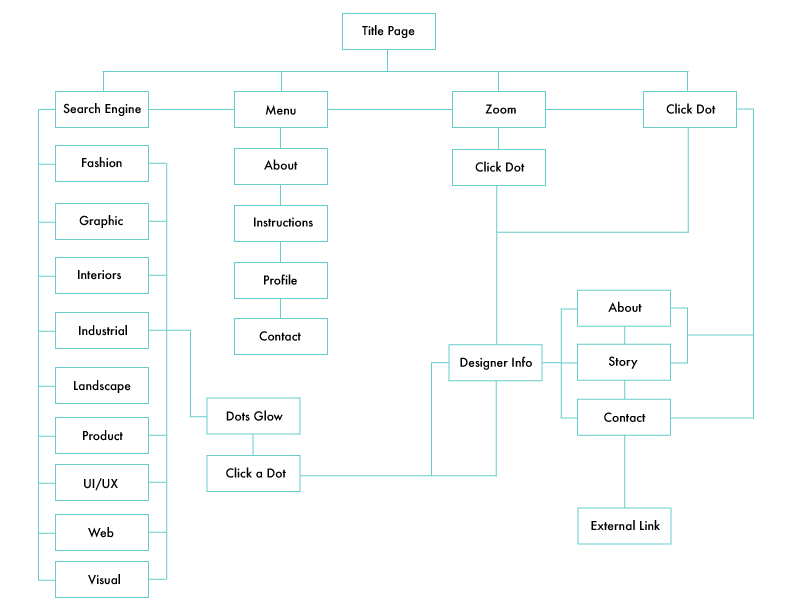 Title Page
Search Engine
Menu
Zoom
Click Dot
Fashion
About
Click Dot
Graphic
Instructions
Interiors
Profile
Industrial
Contact
About
Designer Info
Story
Landscape
Dots Glow
Contact
Product
Click a Dot
UI/UX
Web
External Link
Visual